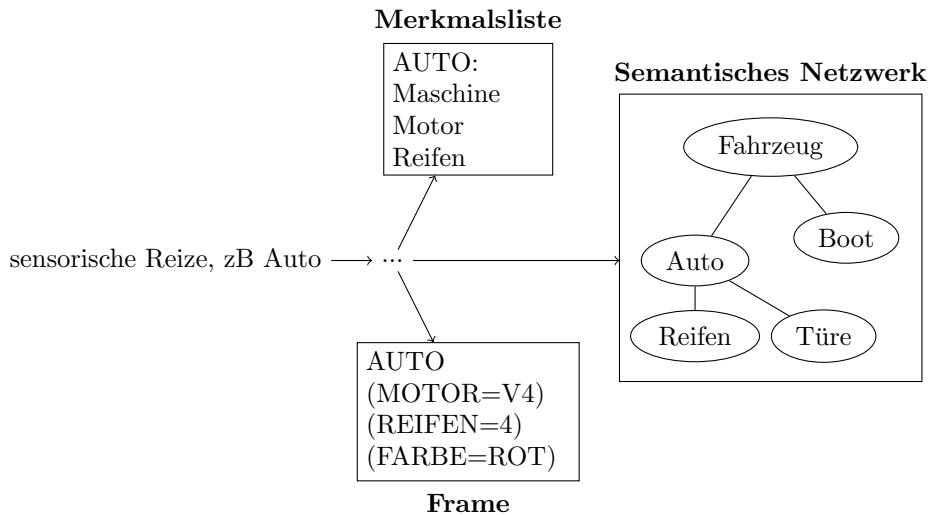 Merkmalsliste
AUTO:
Maschine
Motor
Reifen
Semantisches Netzwerk
Fahrzeug
Boot
Auto
Reifen
Türe
sensorische Reize, zB Auto
...
AUTO
(MOTOR=V4)
(REIFEN=4)
(FARBE=ROT)
Frame